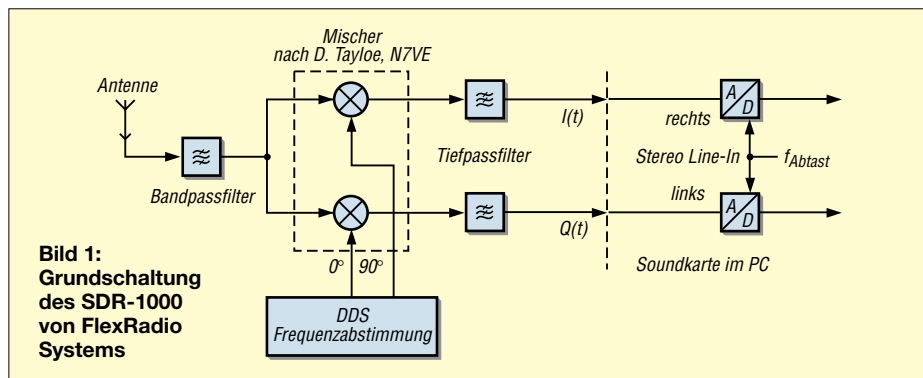 Mischer
nach D. Tayloe, N7VE
Antenne
I(t)
rechts
A
D
Tiefpassfilter
Stereo Line-In
fAbtast
Bandpassfilter
links
A
D
Q(t)
0° 90°
Soundkarte im PC
DDS
Frequenzabstimmung
Bild 1:
Grundschaltung
des SDR-1000
von FlexRadio
Systems